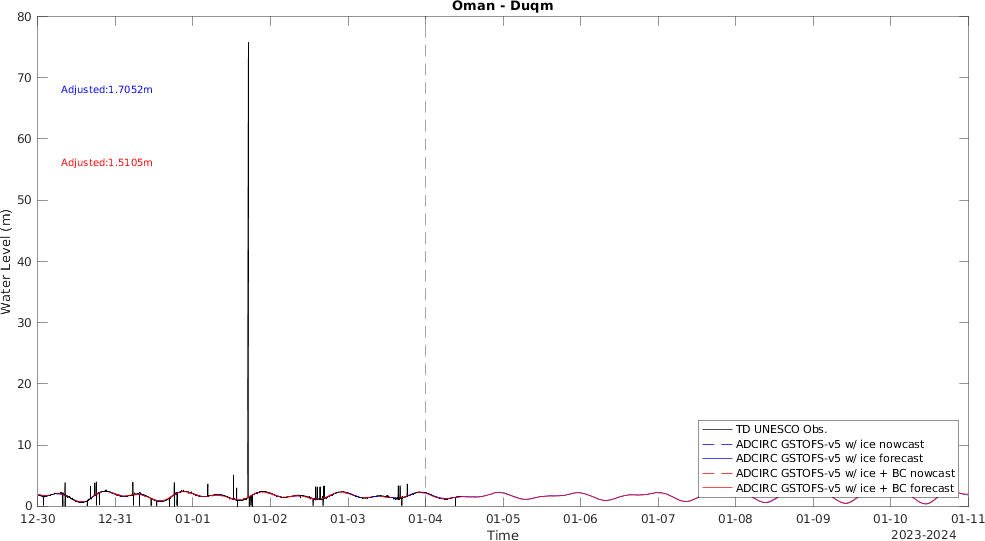 Oman - Duqm
80
70
60
50
40
30
20
10
0
Water Level (m)
Adjusted:1.7052m
Adjusted:1.5105m
TD UNESCO Obs.
ADCIRC GSTOFS-v5 w/ ice nowcast
ADCIRC GSTOFS-v5 w/ ice forecast
ADCIRC GSTOFS-v5 w/ ice + BC nowcast
ADCIRC GSTOFS-v5 w/ ice + BC forecast
12-30 12-31 01-01 01-02 01-03 01-04 01-05 01-06 01-07 01-08 01-09 01-10 01-11
Time
2023-2024